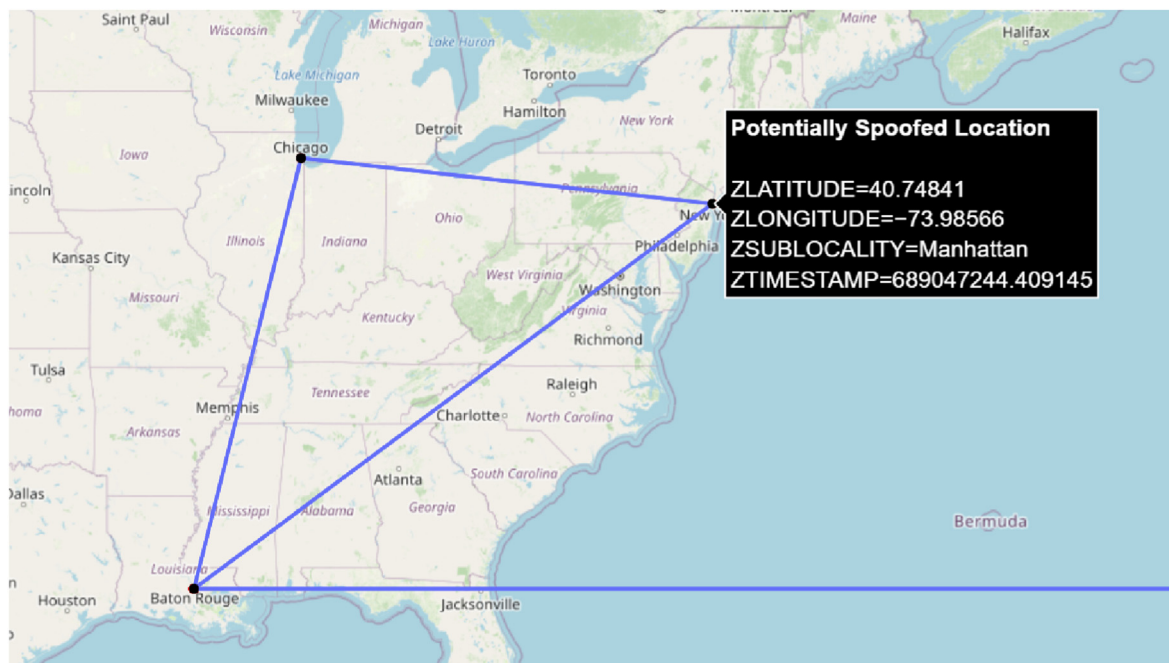 Saint Paul
Wisconsin
Michigan
Lake Huron
Maine
Halifax
Toronto
Lake Michigan
Milwaukee
Hamilton
New York
Detroit
Chicago
Iowa
Potentially Spoofed Location
ZLATITUDE=40.74841
ZLONGITUDE=−73.98566
ZSUBLOCALITY=Manhattan
ZTIMESTAMP=689047244.409145
Pennsylvania
Ohio
New Yo
Illinois
Indiana
Philadelphia
Kansas City
West Virginia
Washington
Missouri
Virginia
Kentucky
Richmond
Tulsa
Raleigh
Tennessee
Memphis
Charlotte
North Carolina
Arkansas
South Carolina
Atlanta
Mississippi
Alabama
Georgia
Bermuda
Louisiana
Houston
Baton Rouge
Jacksonville